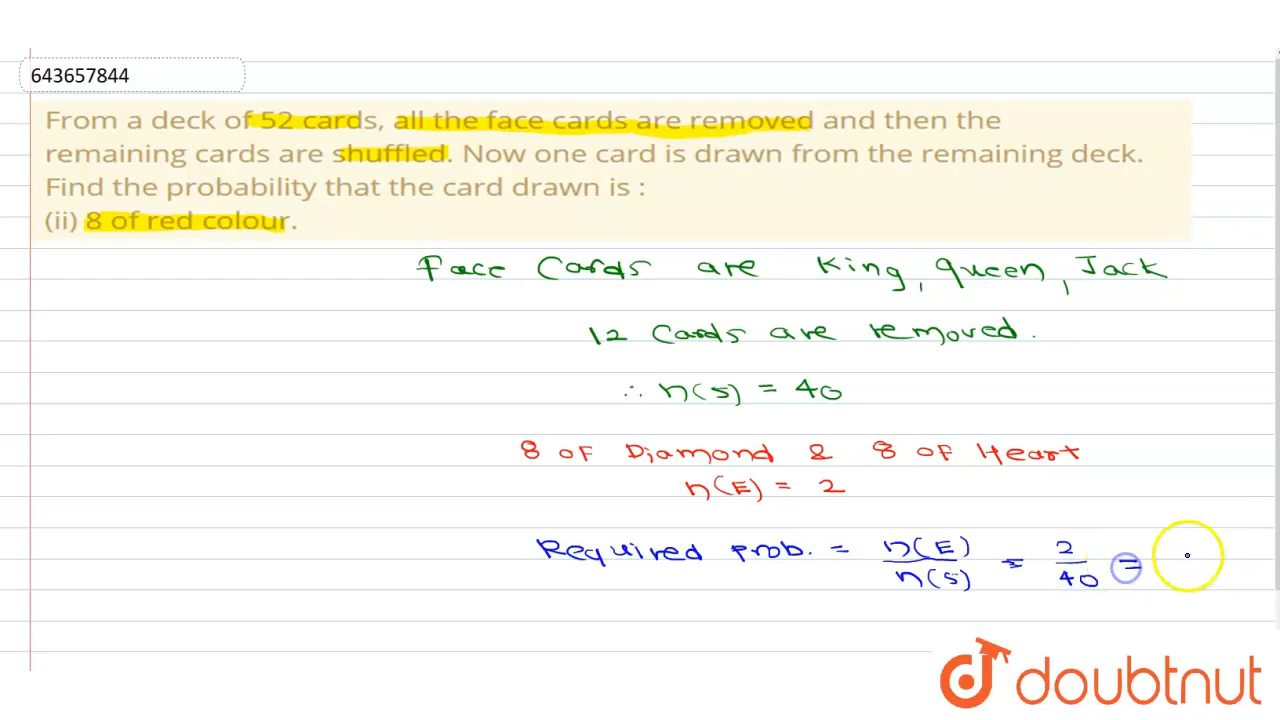 643657844
From a deck of 52 cards, all the face cards are removed and then the
remaining cards are shuffled. Now one card is drawn from the remaining deck.
Find the probability that the card drawn is :
(ii) 8 of red colour.
Face Cards are King, Queen, Jack
12 Cards are removed.
∴ n(S) = 40
8 of Diamond & 8 of Heart
n(E) = 2
Required prob. = n(E)/n(S) = 2/40 =
doubtnut